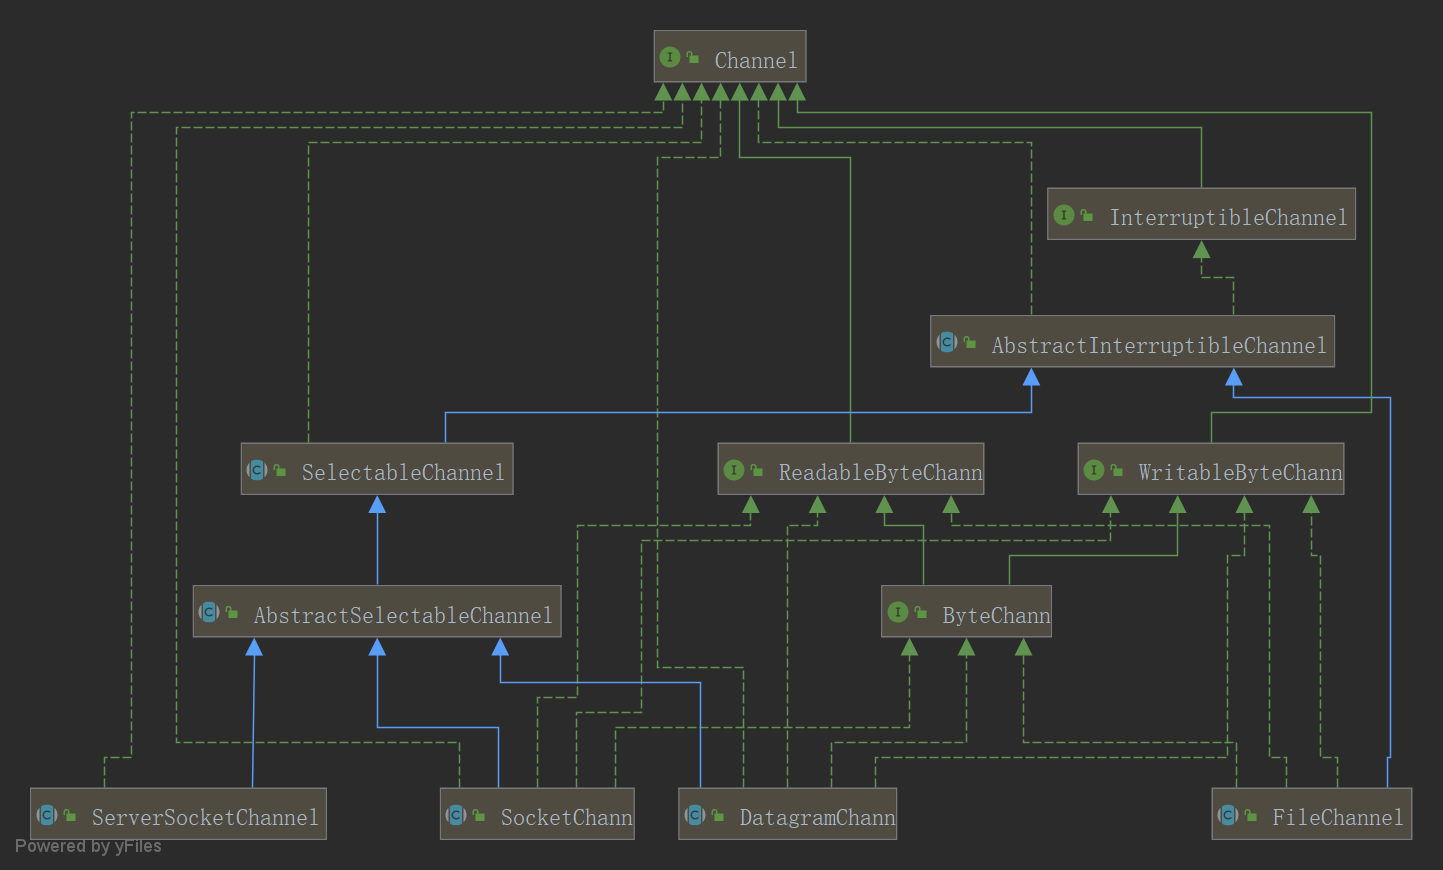 Channel
InterruptibleChannel
AbstractInterruptibleChannel
SelectableChannel
ReadableByteChann
WritableByteChann
AbstractSelectableChannel
ByteChann
ServerSocketChannel
SocketChann
DatagramChann
FileChannel
Powered by yFiles